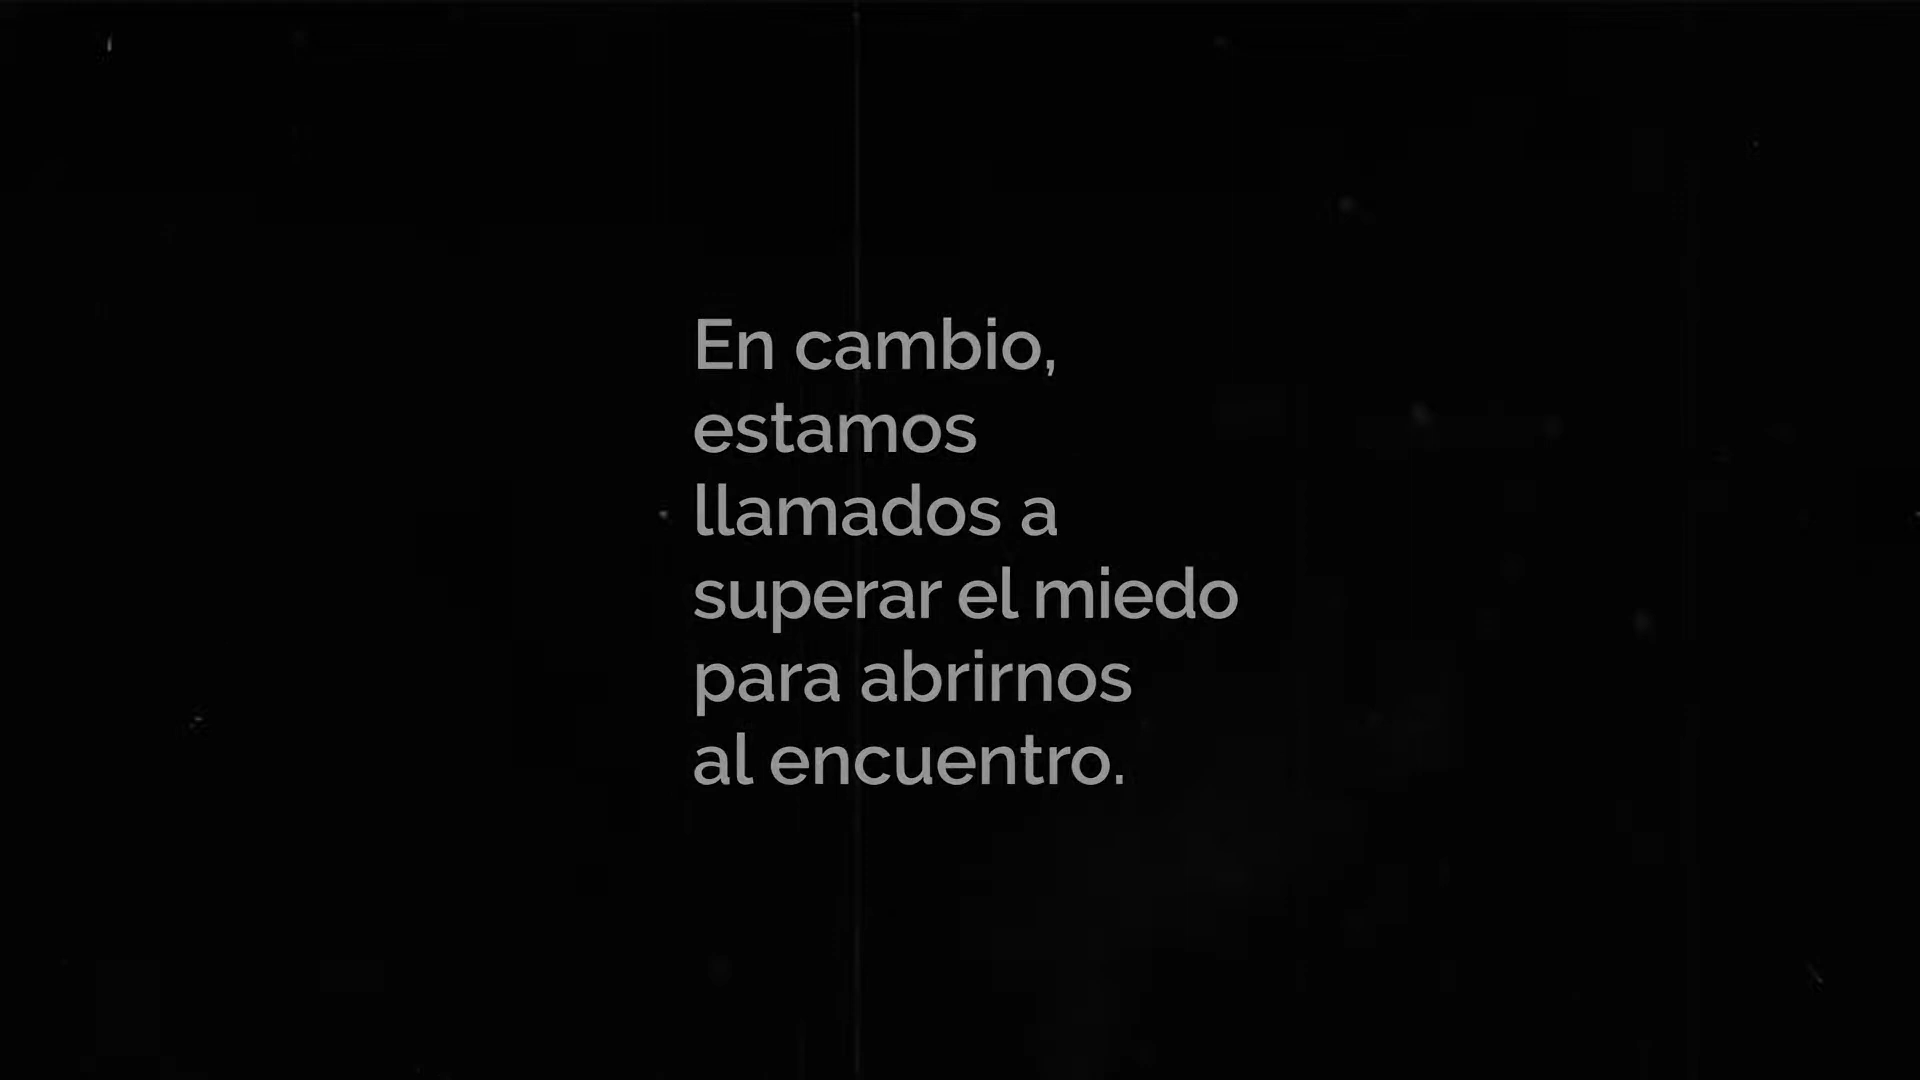 En cambio,
estamos
llamados a
superar el miedo
para abrirnos
al encuentro.